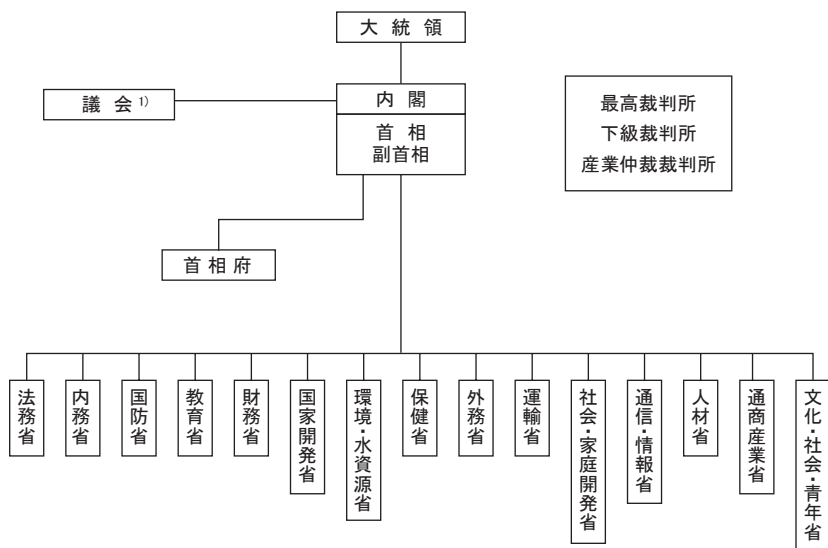 大統領
議会 1)
内閣
首相
副首相
最高裁判所
下級裁判所
産業仲裁裁判所
首相府
法務省
内務省
国防省
教育省
財務省
国家開発省
環境・水資源省
保健省
外務省
運輸省
社会・家庭開発省
通信・情報省
人材省
通商産業省
文化・社会・青年省